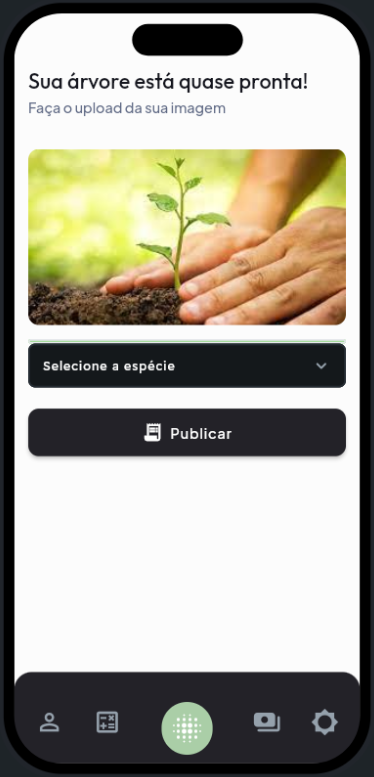 Sua árvore está quase pronta!
Faça o upload da sua imagem
Selecione a espécie
Publicar